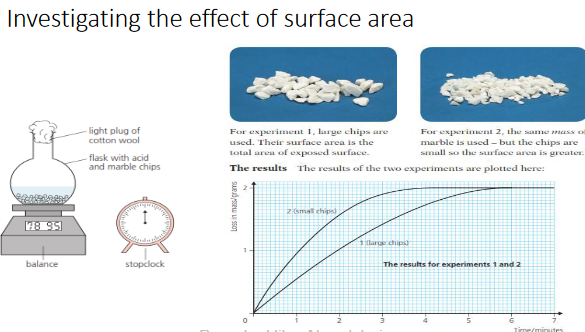 Investigating the effect of surface area
light plug of
cotton wool
flask with acid
and marble chips
78 95
balance
stopclock
For experiment 1, large chips are
used. Their surface area is the
total area of exposed surface.
For experiment 2, the same mass o
marble is used – but the chips are
small so the surface area is greater.
The results The results of the two experiments are plotted here:
Loss in mass/grams
2
1
0
2 (small chips)
1 (large chips)
The results for experiments 1 and 2
1 2 3 4 5 6 7
Time/minutes